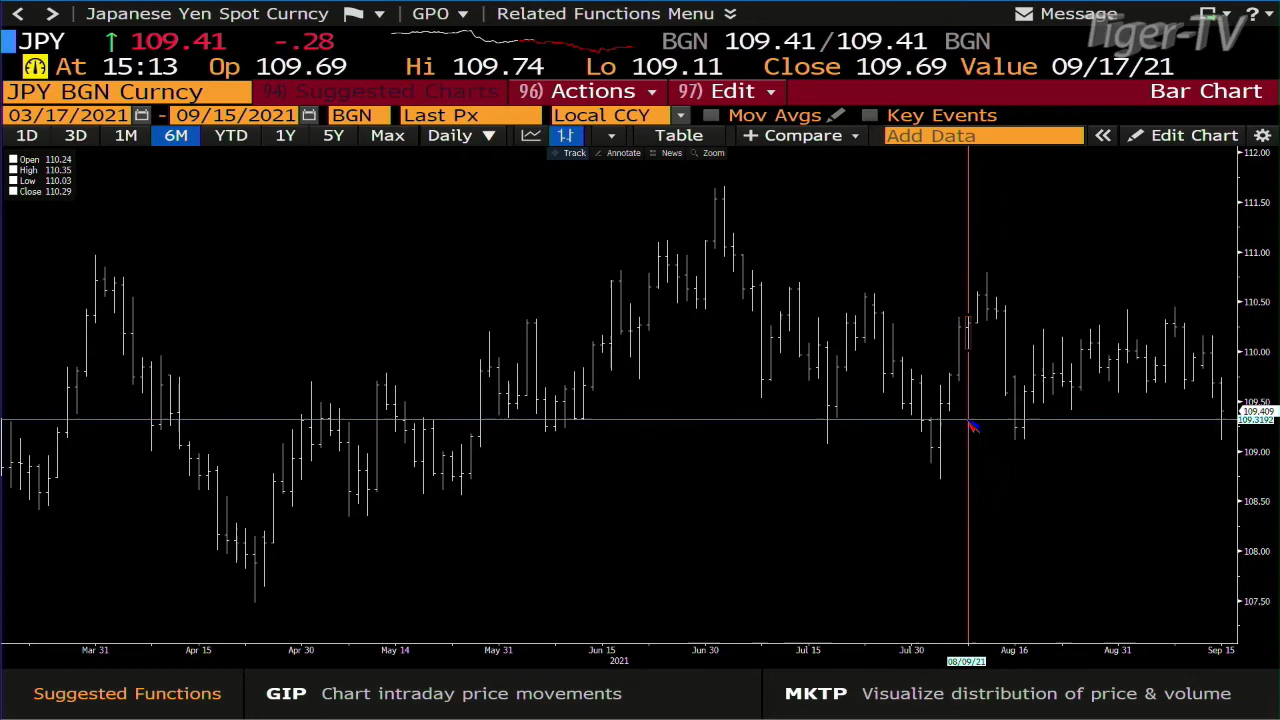 Japanese Yen Spot Curncy GPO Related Functions Menu Message ?
Tiger-TV
JPY 109.41 -.28 BGN 109.41/109.41 BGN
At 15:13 Op 109.69 Hi 109.74 Lo 109.11 Close 109.69 Value 09/17/21
JPY BGN Curncy 94) Suggested Charts 96) Actions 97) Edit Bar Chart
03/17/2021 - 09/15/2021 BGN Last Px Local CCY Mov Avgs Key Events
1D 3D 1M 6M YTD 1Y 5Y Max Daily Table + Compare Add Data Edit Chart
Track Annotate News Zoom
Open 110.24
High 110.35
Low 110.03
Close 110.29
112.00
111.50
111.00
110.50
110.00
109.50
109.409
109.3192
109.00
108.50
108.00
107.50
Mar 31 Apr 15 Apr 30 May 14 May 31 Jun 15 Jun 30 Jul 15 Jul 30 Aug 16 Aug 31 Sep 15
2021 08/09/21
Suggested Functions GIP Chart intraday price movements MKTP Visualize distribution of price & volume